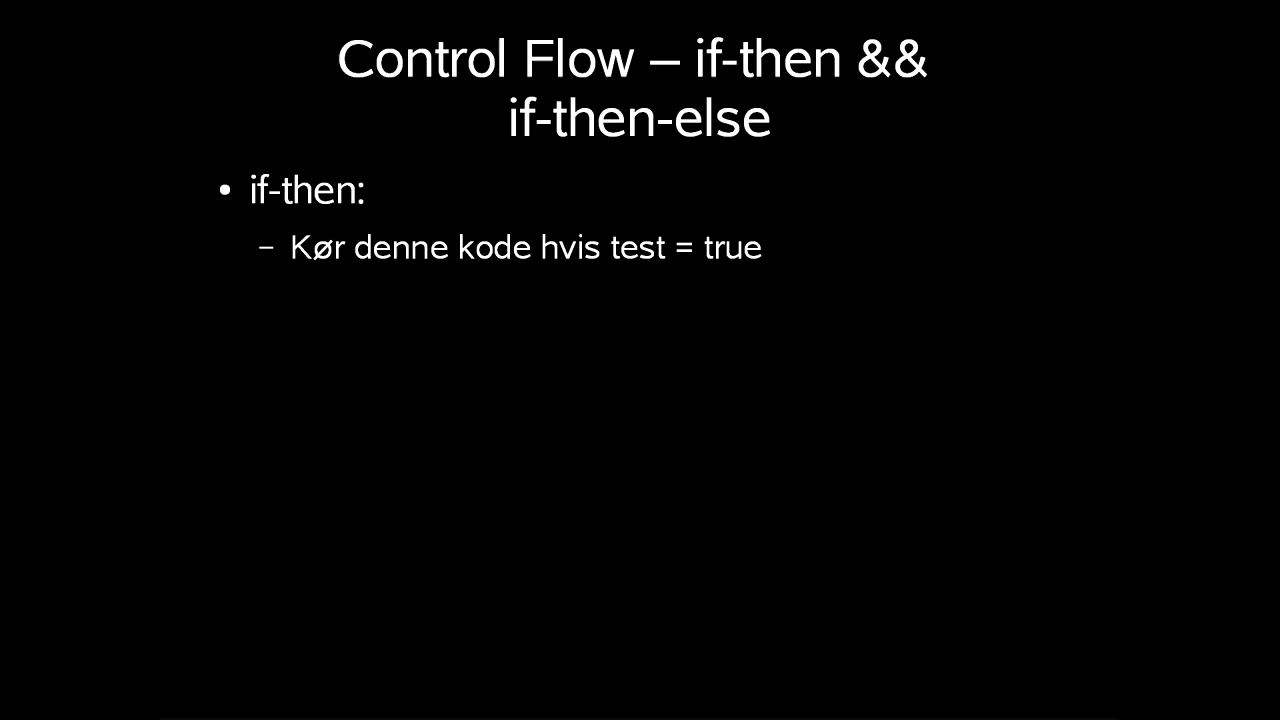 Control Flow – if-then &&
if-then-else
• if-then:
– Kør denne kode hvis test = true